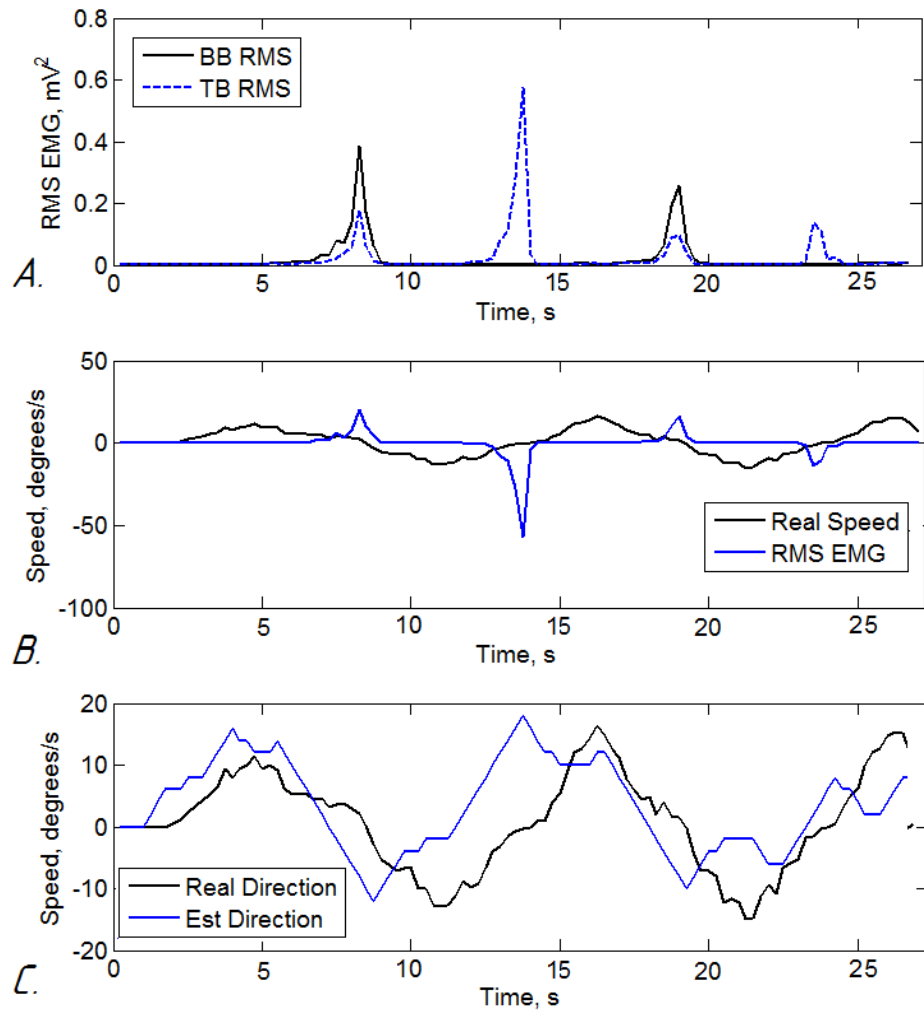 0.8
0.6
0.4
0.2
0
RMS EMG, mV²
BB RMS
TB RMS
0 5 10 15 20 25
Time, s
A.
50
0
-50
-100
Speed, degrees/s
Real Speed
RMS EMG
0 5 10 15 20 25
Time, s
B.
20
10
0
-10
-20
Speed, degrees/s
Real Direction
Est Direction
0 5 10 15 20 25
Time, s
C.